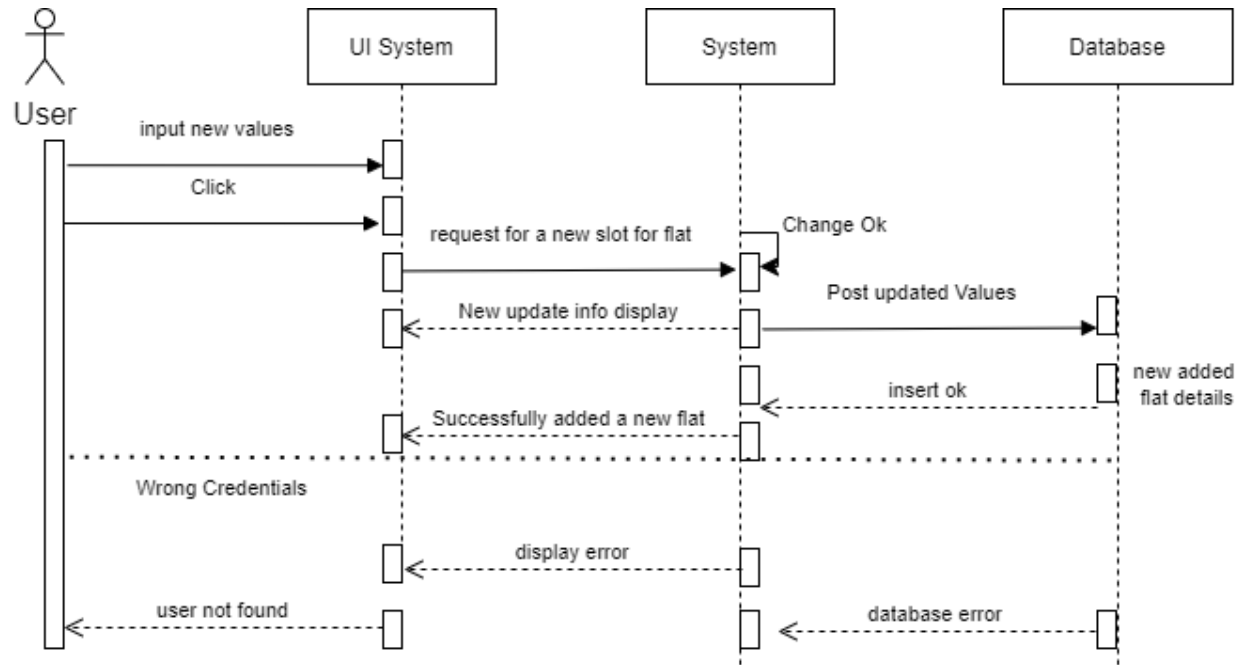 UI System
System
Database
User
input new values
Click
request for a new slot for flat
Change Ok
Post updated Values
New update info display
new added
flat details
insert ok
Successfully added a new flat
Wrong Credentials
display error
user not found
database error